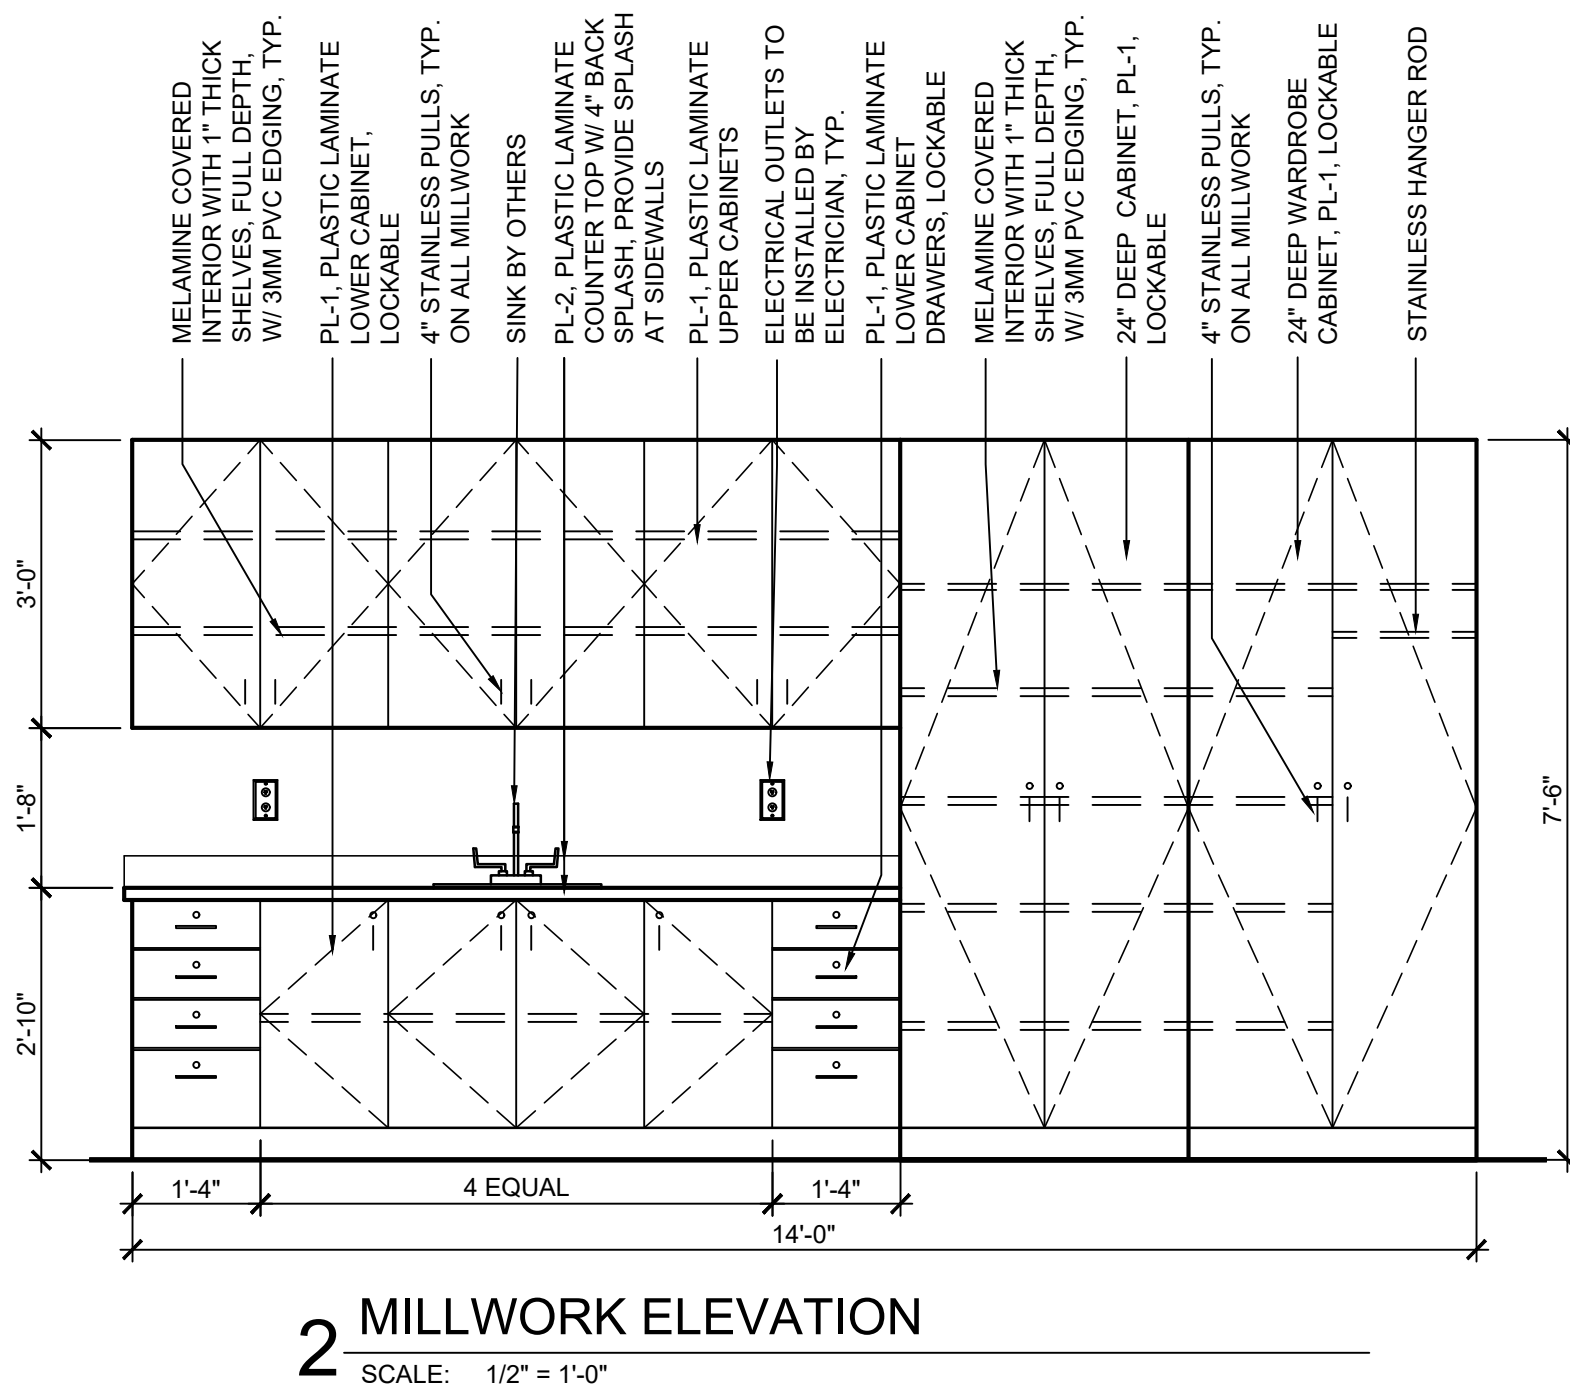 MELAMINE COVERED
INTERIOR WITH 1" THICK
SHELVES, FULL DEPTH,
W/ 3MM PVC EDGING, TYP.
PL-1, PLASTIC LAMINATE
LOWER CABINET,
LOCKABLE
4" STAINLESS PULLS, TYP.
ON ALL MILLWORK
SINK BY OTHERS
PL-2, PLASTIC LAMINATE
COUNTER TOP W/ 4" BACK
SPLASH, PROVIDE SPLASH
AT SIDEWALLS
PL-1, PLASTIC LAMINATE
UPPER CABINETS
ELECTRICAL OUTLETS TO
BE INSTALLED BY
ELECTRICIAN, TYP.
PL-1, PLASTIC LAMINATE
LOWER CABINET
DRAWERS, LOCKABLE
MELAMINE COVERED
INTERIOR WITH 1" THICK
SHELVES, FULL DEPTH,
W/ 3MM PVC EDGING, TYP.
24" DEEP CABINET, PL-1,
LOCKABLE
4" STAINLESS PULLS, TYP.
ON ALL MILLWORK
24" DEEP WARDROBE
CABINET, PL-1, LOCKABLE
STAINLESS HANGER ROD
3'-0"
1'-8"
2'-10"
7'-6"
1'-4"
4 EQUAL
1'-4"
14'-0"
2 MILLWORK ELEVATION
SCALE: 1/2" = 1'-0"